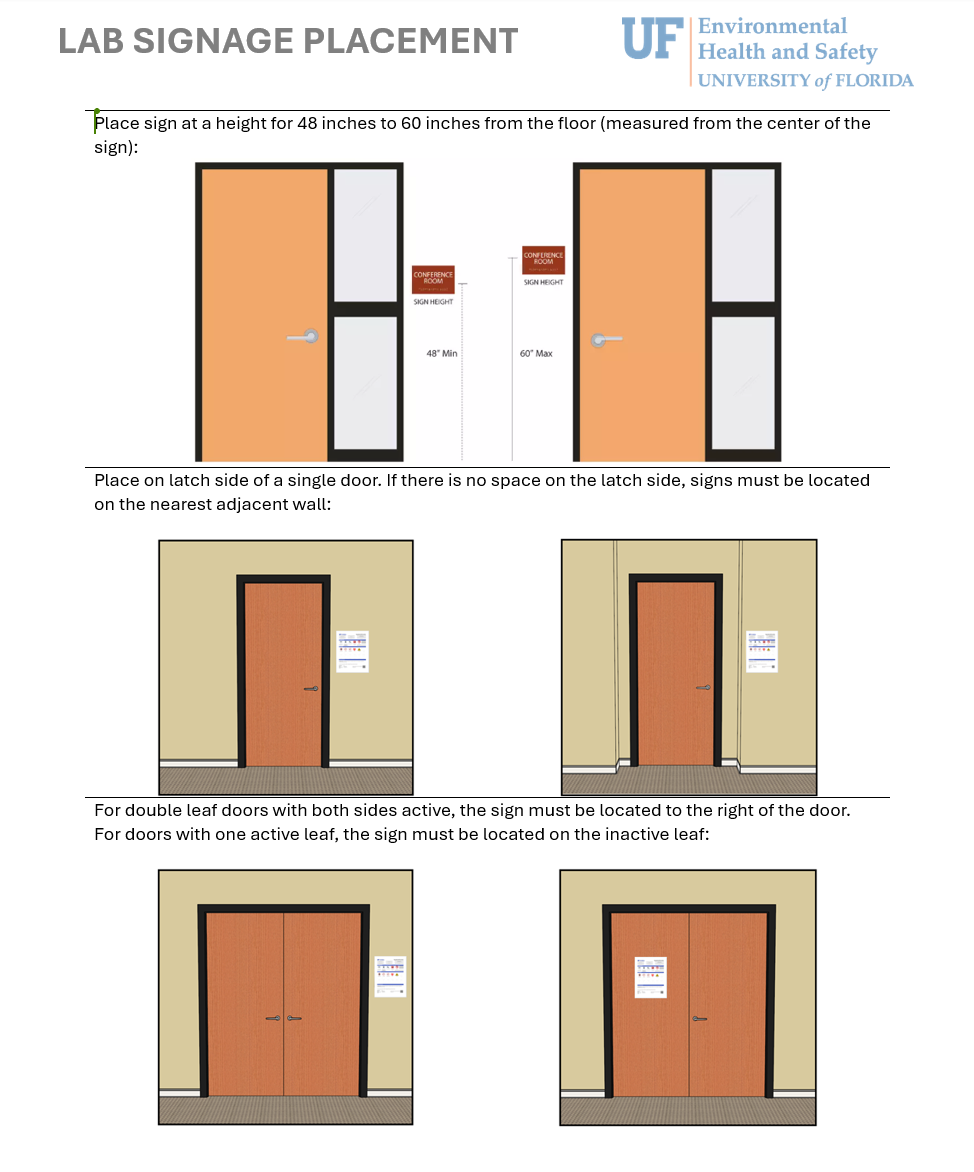 LAB SIGNAGE PLACEMENT
UF
Environmental
Health and Safety
UNIVERSITY of FLORIDA
Place sign at a height for 48 inches to 60 inches from the floor (measured from the center of the
sign):
CONFERENCE
ROOM
SIGN HEIGHT
48" Min
CONFERENCE
ROOM
SIGN HEIGHT
60" Max
Place on latch side of a single door. If there is no space on the latch side, signs must be located
on the nearest adjacent wall:
For double leaf doors with both sides active, the sign must be located to the right of the door.
For doors with one active leaf, the sign must be located on the inactive leaf: